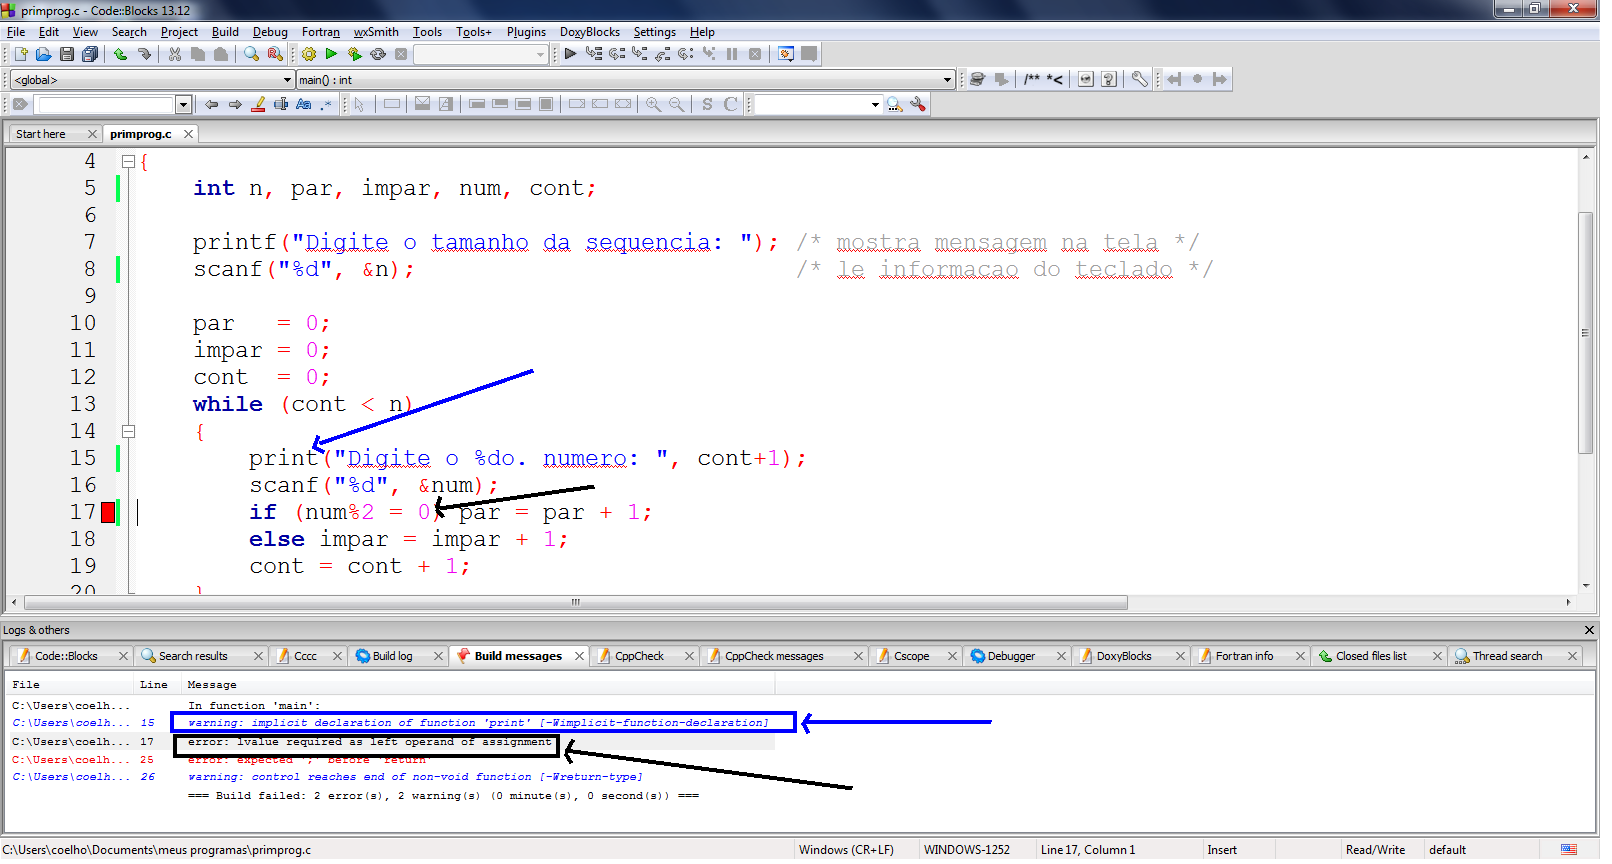 primprog.c - Code::Blocks 13.12
File Edit View Search Project Build Debug Fortran wxSmith Tools Tools+ Plugins DoxyBlocks Settings Help
<global> main() : int
/** *<
Aa .*
S C
Start here primprog.c
4 {
5 int n, par, impar, num, cont;
6
7 printf("Digite o tamanho da sequencia: "); /* mostra mensagem na tela */
8 scanf("%d", &n); /* le informacao do teclado */
9
10 par = 0;
11 impar = 0;
12 cont = 0;
13 while (cont < n)
14 {
15 print("Digite o %do. numero: ", cont+1);
16 scanf("%d", &num);
17 if (num%2 = 0) par = par + 1;
18 else impar = impar + 1;
19 cont = cont + 1;
20 }
Logs & others
Code::Blocks Search results Cccc Build log Build messages CppCheck CppCheck messages Cscope Debugger DoxyBlocks Fortran info Closed files list Thread search
File Line Message
C:\Users\coelh... In function 'main':
C:\Users\coelh... 15 warning: implicit declaration of function 'print' [-Wimplicit-function-declaration]
C:\Users\coelh... 17 error: lvalue required as left operand of assignment
C:\Users\coelh... 25 error: expected ';' before 'return'
C:\Users\coelh... 26 warning: control reaches end of non-void function [-Wreturn-type]
=== Build failed: 2 error(s), 2 warning(s) (0 minute(s), 0 second(s)) ===
C:\Users\coelho\Documents\meus programas\primprog.c Windows (CR+LF) WINDOWS-1252 Line 17, Column 1 Insert Read/Write default